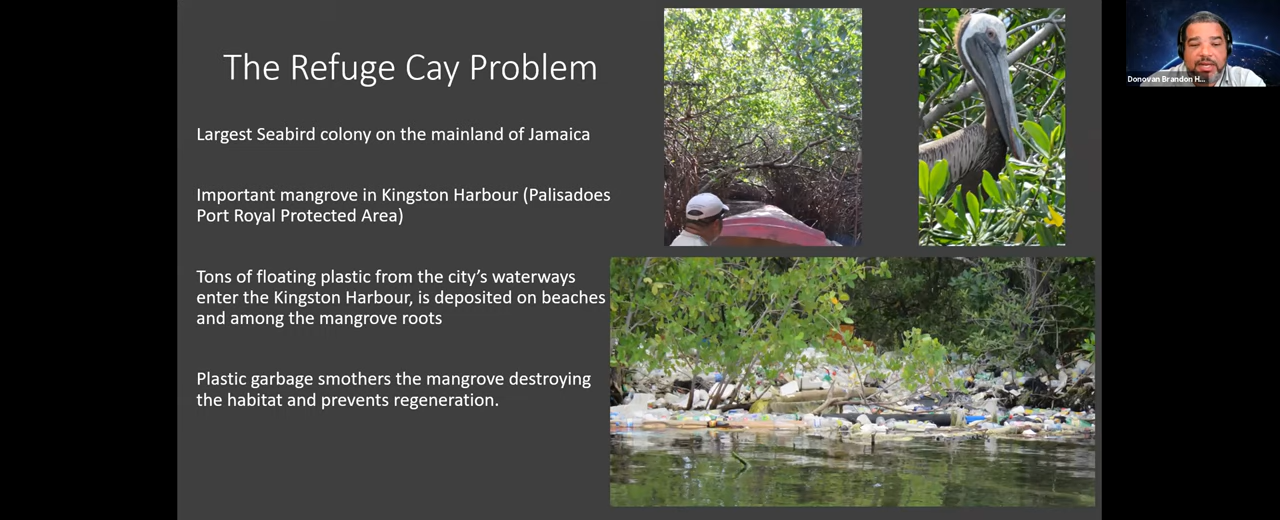 The Refuge Cay Problem
Largest Seabird colony on the mainland of Jamaica
Important mangrove in Kingston Harbour (Palisadoes
Port Royal Protected Area)
Tons of floating plastic from the city’s waterways
enter the Kingston Harbour, is deposited on beaches
and among the mangrove roots
Plastic garbage smothers the mangrove destroying
the habitat and prevents regeneration.
Donovan Brandon H...